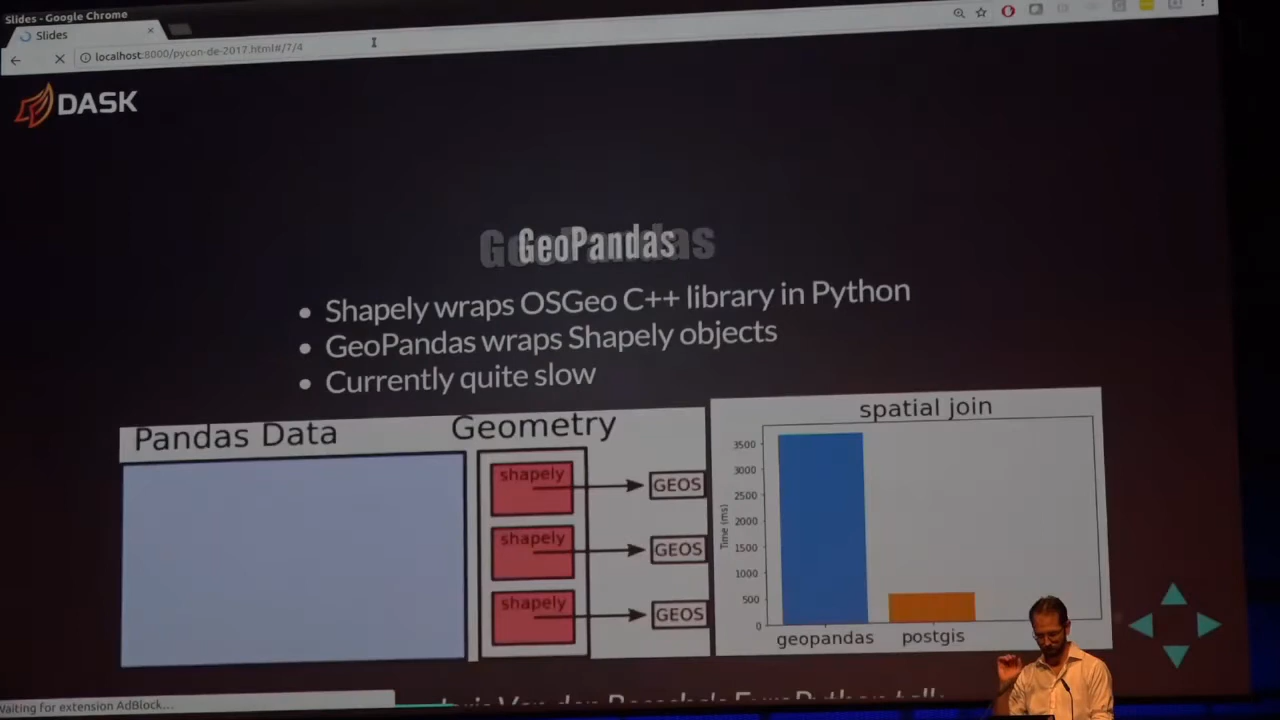 Slides - Google Chrome
Slides
localhost:8000/pycon-de-2017.html#/7/4
DASK
GeoPandas
Shapely wraps OSGeo C++ library in Python
GeoPandas wraps Shapely objects
Currently quite slow
Pandas Data
Geometry
shapely
GEOS
shapely
GEOS
shapely
GEOS
spatial join
Time (ms)
3500
3000
2500
2000
1500
1000
500
0
geopandas
postgis
Waiting for extension AdBlock...